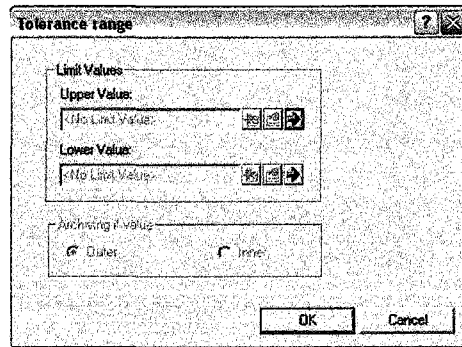 Tolerance range
Limit Values
Upper Value:
<No Limit Value>
Lower Value:
<No Limit Value>
Archiving if value
Outer Inner
OK Cancel